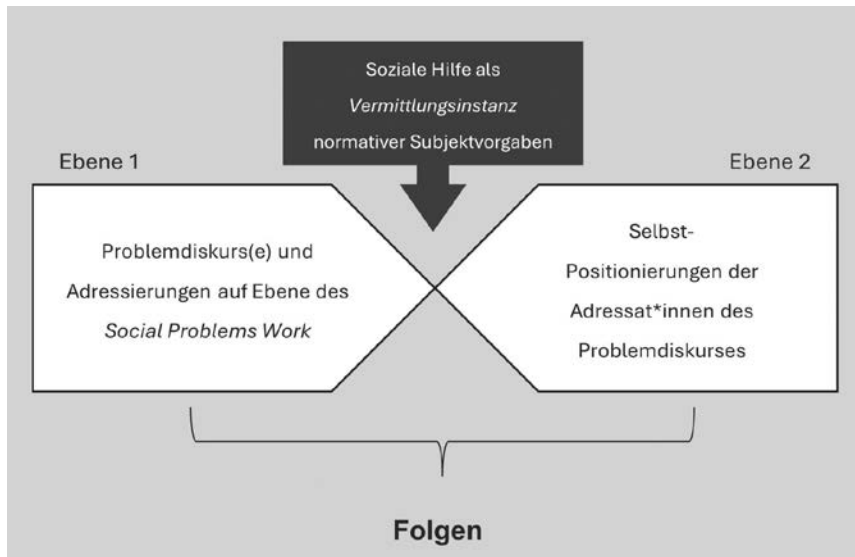 Soziale Hilfe als
Vermittlungsinstanz
normativer Subjektvorgaben
Ebene 1
Ebene 2
Problemdiskurs(e) und
Adressierungen auf Ebene des
Social Problems Work
Selbst-
Positionierungen der
Adressat*innen des
Problemdiskurses
Folgen